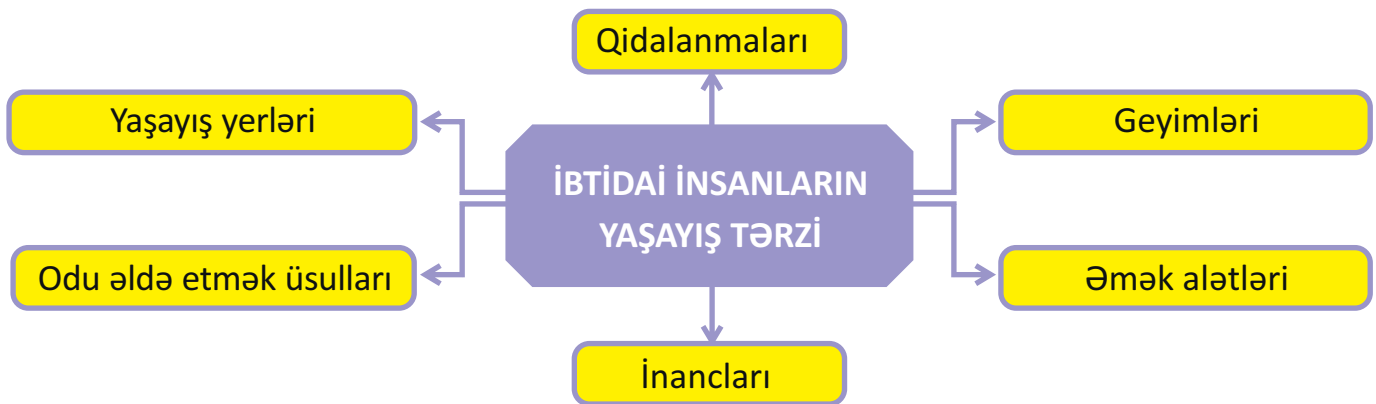 Qidalanmaları
Yaşayış yerləri
Geyimləri
İBTİDAİ İNSANLARIN
YAŞAYIŞ TƏRZİ
Odu əldə etmək üsulları
Əmək alətləri
İnancları